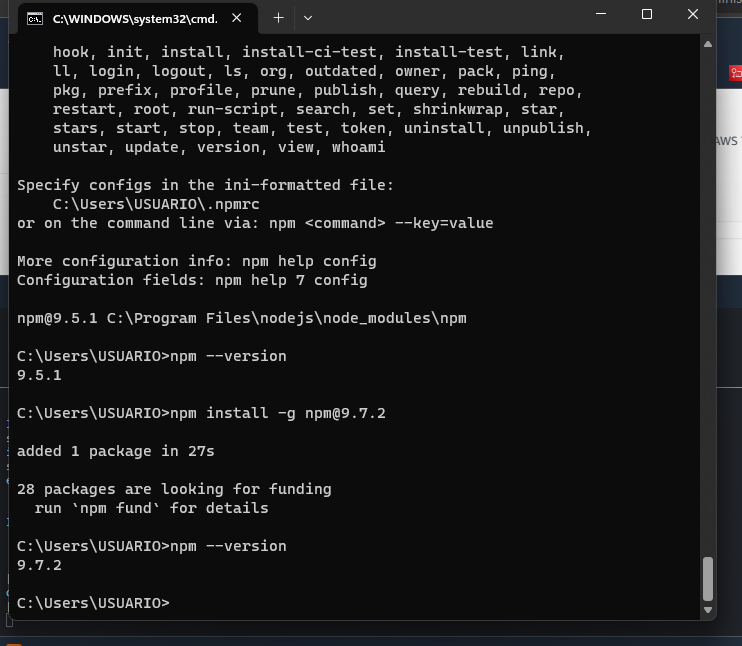 C:\WINDOWS\system32\cmd.
hook, init, install, install-ci-test, install-test, link,
ll, login, logout, ls, org, outdated, owner, pack, ping,
pkg, prefix, profile, prune, publish, query, rebuild, repo,
restart, root, run-script, search, set, shrinkwrap, star,
stars, start, stop, team, test, token, uninstall, unpublish,
unstar, update, version, view, whoami
Specify configs in the ini-formatted file:
C:\Users\USUARIO\.npmrc
or on the command line via: npm <command> --key=value
More configuration info: npm help config
Configuration fields: npm help 7 config
npm@9.5.1 C:\Program Files\nodejs\node_modules\npm
C:\Users\USUARIO>npm --version
9.5.1
C:\Users\USUARIO>npm install -g npm@9.7.2
added 1 package in 27s
28 packages are looking for funding
run `npm fund` for details
C:\Users\USUARIO>npm --version
9.7.2
C:\Users\USUARIO>
AWS